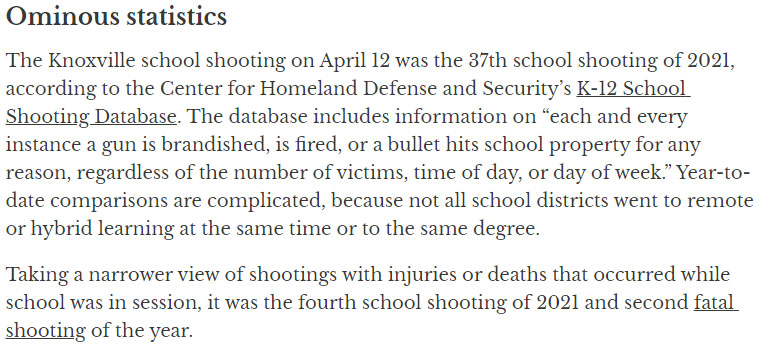 Ominous statistics
The Knoxville school shooting on April 12 was the 37th school shooting of 2021,
according to the Center for Homeland Defense and Security’s K-12 School
Shooting Database. The database includes information on “each and every
instance a gun is brandished, is fired, or a bullet hits school property for any
reason, regardless of the number of victims, time of day, or day of week.” Year-to-
date comparisons are complicated, because not all school districts went to remote
or hybrid learning at the same time or to the same degree.
Taking a narrower view of shootings with injuries or deaths that occurred while
school was in session, it was the fourth school shooting of 2021 and second fatal
shooting of the year.